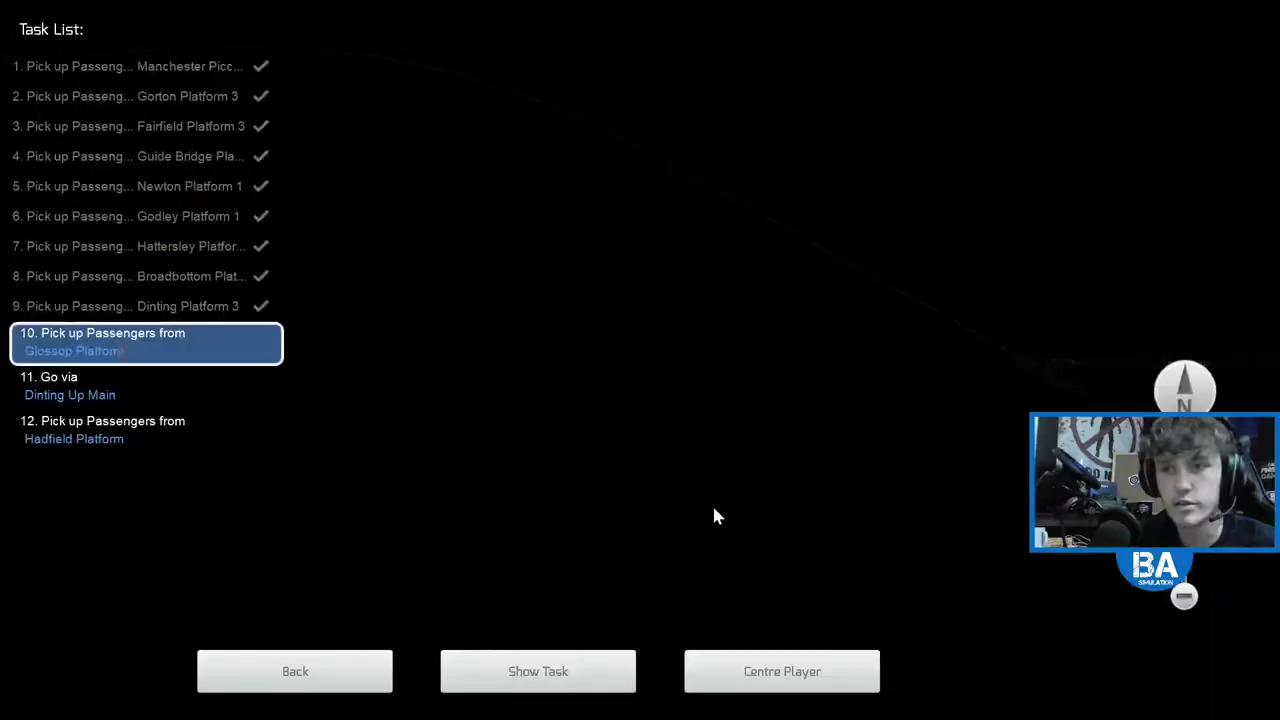 Task List:
1. Pick up Passeng... Manchester Picc...
2. Pick up Passeng... Gorton Platform 3
3. Pick up Passeng... Fairfield Platform 3
4. Pick up Passeng... Guide Bridge Pla...
5. Pick up Passeng... Newton Platform 1
6. Pick up Passeng... Godley Platform 1
7. Pick up Passeng... Hattersley Platfor...
8. Pick up Passeng... Broadbottom Plat...
9. Pick up Passeng... Dinting Platform 3
10. Pick up Passengers from
Glossop Platform
11. Go via
Dinting Up Main
12. Pick up Passengers from
Hadfield Platform
N
BA
SIMULATION
Back
Show Task
Centre Player